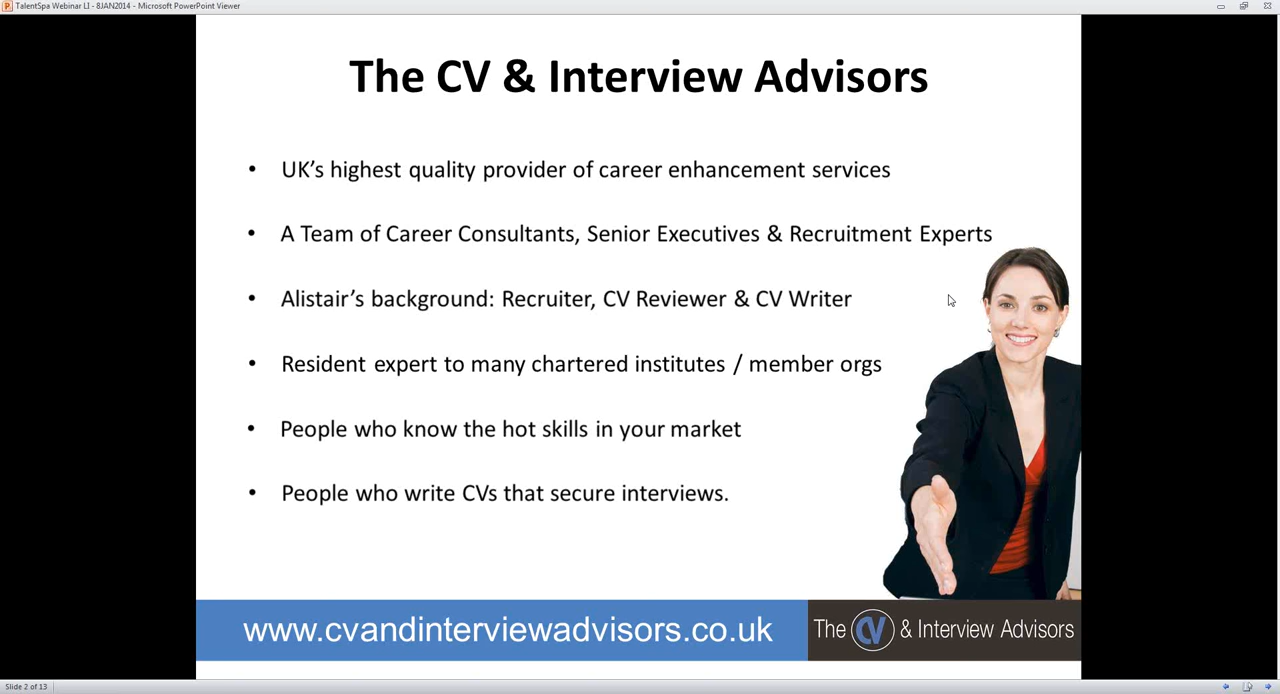 TalentSpa Webinar LI - 8JAN2014 - Microsoft PowerPoint Viewer
The CV & Interview Advisors
• UK’s highest quality provider of career enhancement services
• A Team of Career Consultants, Senior Executives & Recruitment Experts
• Alistair’s background: Recruiter, CV Reviewer & CV Writer
• Resident expert to many chartered institutes / member orgs
• People who know the hot skills in your market
• People who write CVs that secure interviews.
www.cvandinterviewadvisors.co.uk
The CV & Interview Advisors
Slide 2 of 13